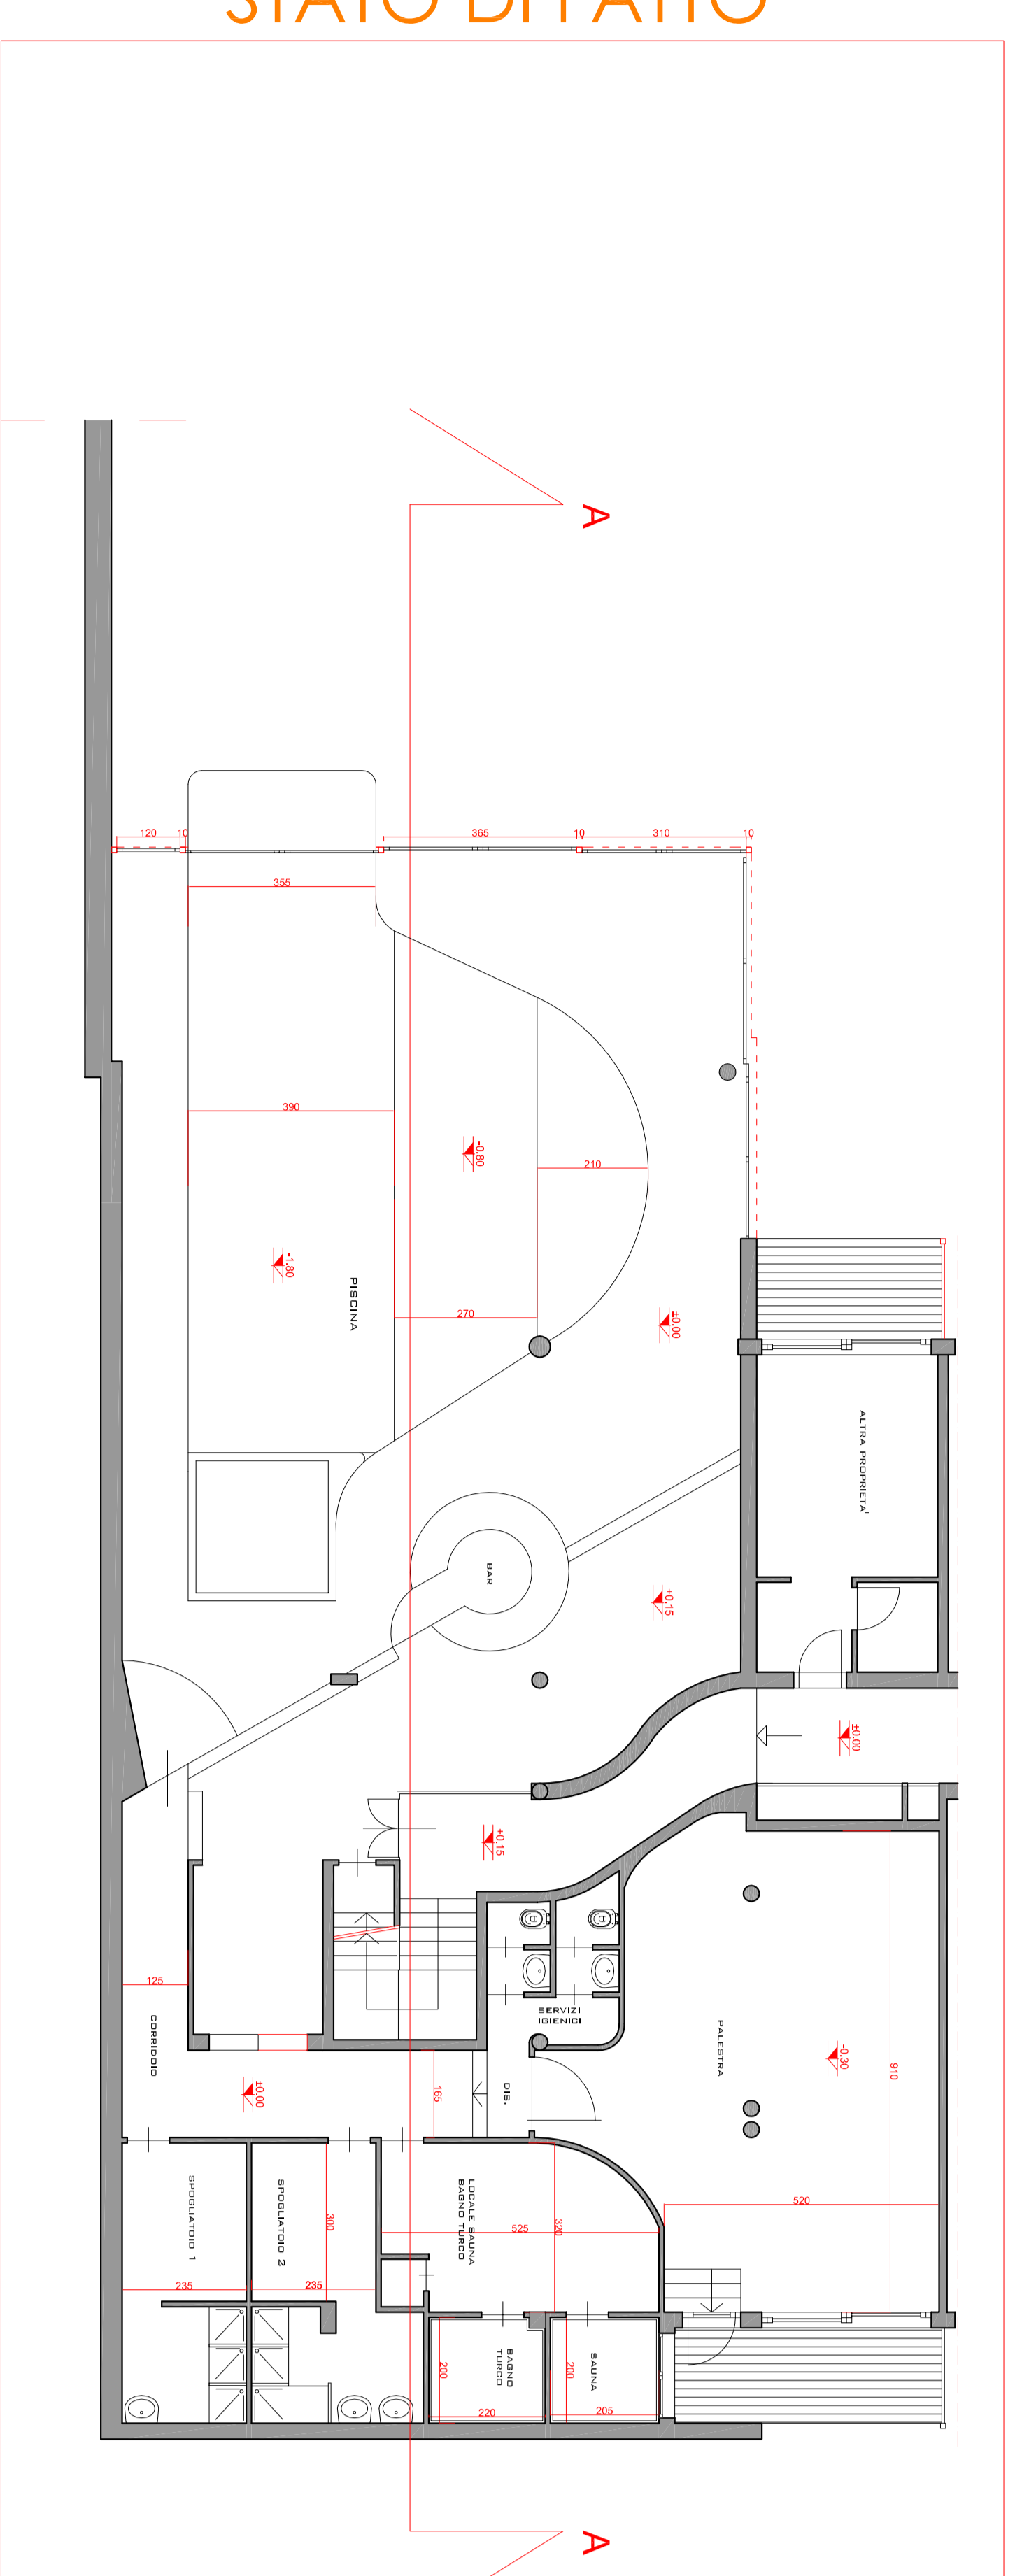 STATO DI FATTO
A
120
10
365
10
310
10
355
390
-0.80
210
-1.80
PISCINA
270
±0.00
ALTRA PROPRIETA'
BAR
+0.15
±0.00
+0.15
910
125
CORRIDOIO
SERVIZI
IGIENICI
PALESTRA
-0.30
±0.00
165
DIS.
SPOGLIATOIO 1
SPOGLIATOIO 2
300
LOCALE SAUNA
BAGNO TURCO
525
320
520
235
235
BAGNO
TURCO
200
220
SAUNA
200
205
A